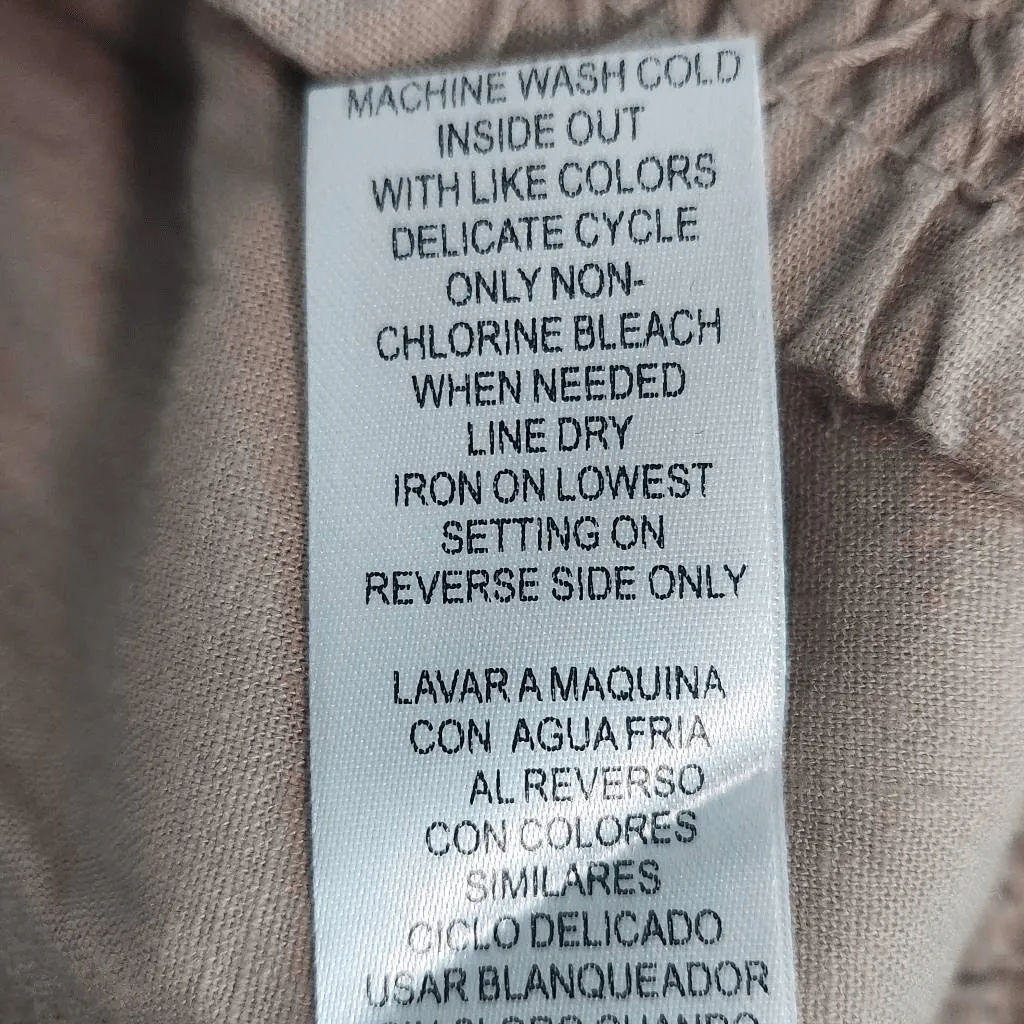 MACHINE WASH COLD
INSIDE OUT
WITH LIKE COLORS
DELICATE CYCLE
ONLY NON-
CHLORINE BLEACH
WHEN NEEDED
LINE DRY
IRON ON LOWEST
SETTING ON
REVERSE SIDE ONLY
LAVAR A MAQUINA
CON AGUA FRIA
AL REVERSO
CON COLORES
SIMILARES
CICLO DELICADO
USAR BLANQUEADOR